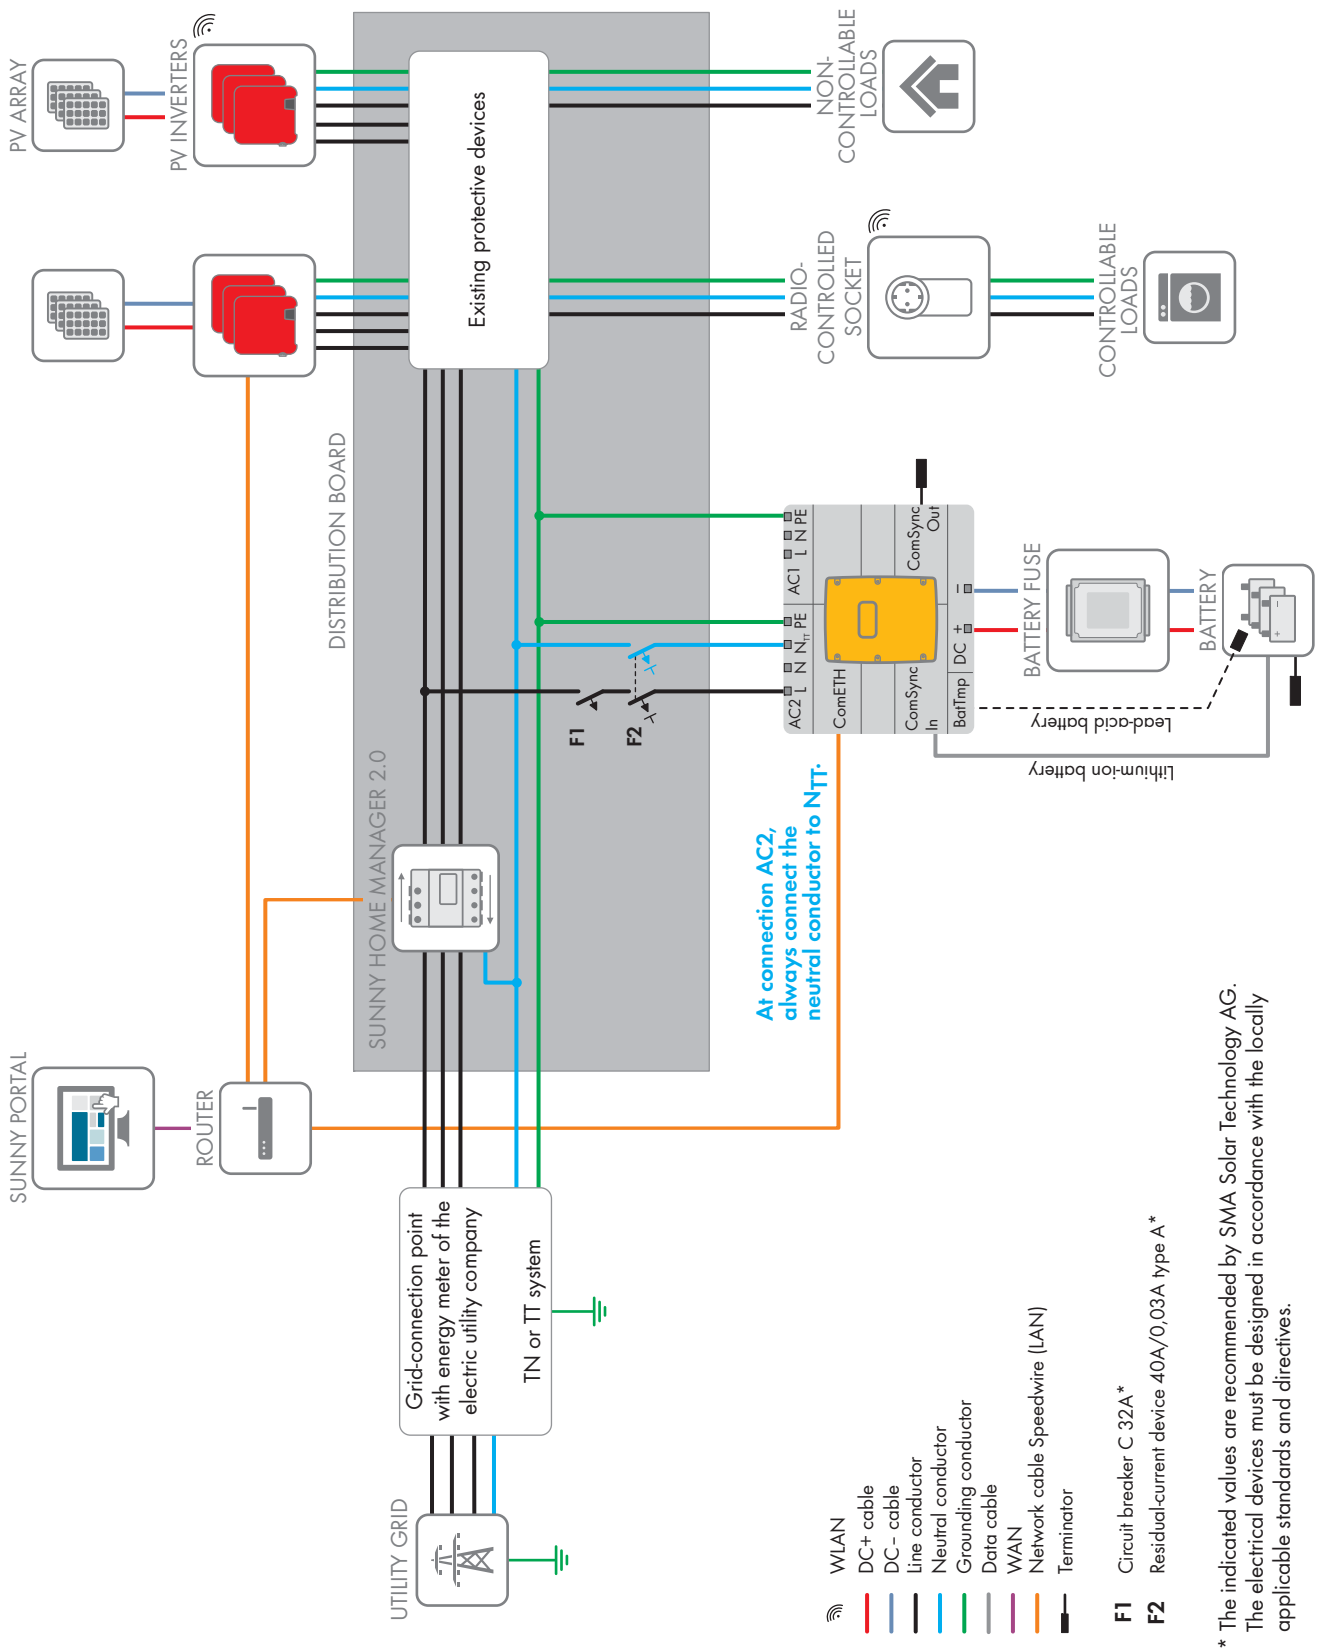 SUNNY PORTAL
ROUTER
PV ARRAY
PV INVERTERS
DISTRIBUTION BOARD
SUNNY HOME MANAGER 2.0
UTILITY GRID
Grid-connection point
with energy meter of the
electric utility company
TN or TT system
Existing protective devices
F1
F2
At connection AC2,
always connect the
neutral conductor to NTT.
AC2 L N NTT PE
AC1 L N PE
ComETH
ComSync
In
ComSync
Out
BatTmp
DC + −
Lithium-ion battery
Lead-acid battery
BATTERY FUSE
BATTERY
RADIO-
CONTROLLED
SOCKET
CONTROLLABLE
LOADS
NON-
CONTROLLABLE
LOADS
WLAN
DC+ cable
DC− cable
Line conductor
Neutral conductor
Grounding conductor
Data cable
WAN
Network cable Speedwire (LAN)
Terminator
F1 Circuit breaker C 32A*
F2 Residual-current device 40A/0,03A type A*
* The indicated values are recommended by SMA Solar Technology AG.
The electrical devices must be designed in accordance with the locally
applicable standards and directives.